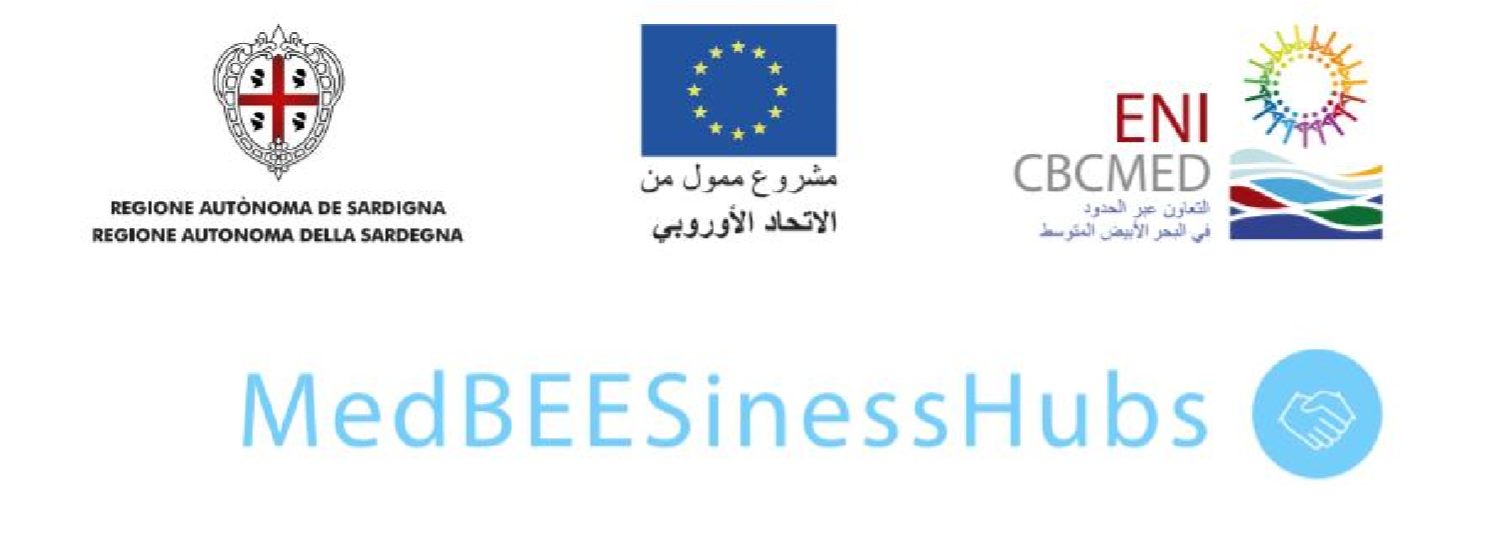 REGIONE AUTÒNOMA DE SARDIGNA
REGIONE AUTONOMA DELLA SARDEGNA
مشروع ممول من
الاتحاد الأوروبي
ENI
CBCMED
التعاون عبر الحدود
في البحر الأبيض المتوسط
MedBEESinessHubs